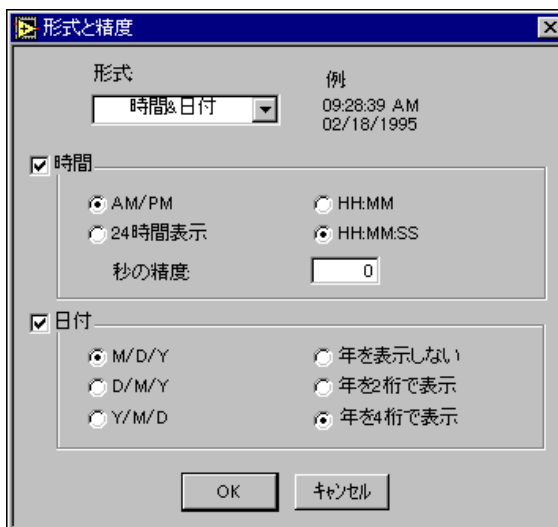 形式と精度
形式
時間&日付
例
09:28:39 AM
02/18/1995
時間
AM/PM
HH:MM
24時間表示
HH:MM:SS
秒の精度
0
日付
M/D/Y
年を表示しない
D/M/Y
年を2桁で表示
Y/M/D
年を4桁で表示
OK
キャンセル